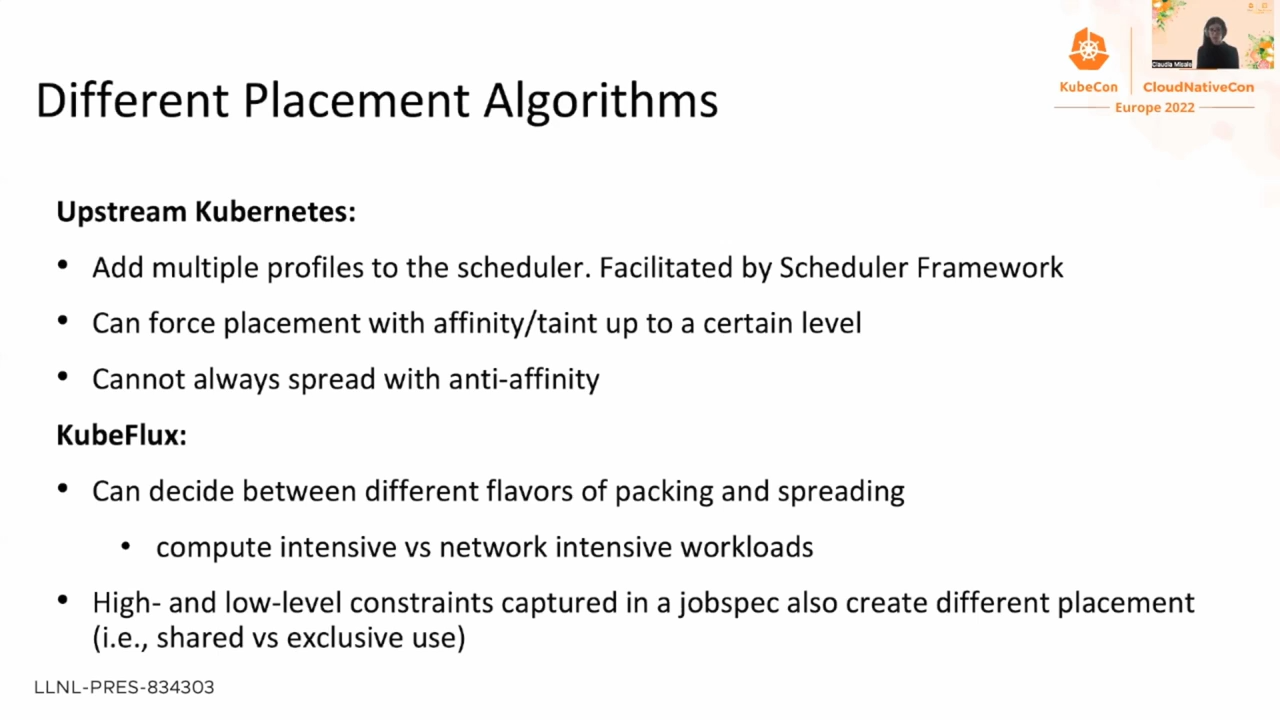 Different Placement Algorithms
KubeCon
CloudNativeCon
Europe 2022
Claudia Misale
Upstream Kubernetes:
• Add multiple profiles to the scheduler. Facilitated by Scheduler Framework
• Can force placement with affinity/taint up to a certain level
• Cannot always spread with anti-affinity
KubeFlux:
• Can decide between different flavors of packing and spreading
• compute intensive vs network intensive workloads
• High- and low-level constraints captured in a jobspec also create different placement
(i.e., shared vs exclusive use)
LLNL-PRES-834303